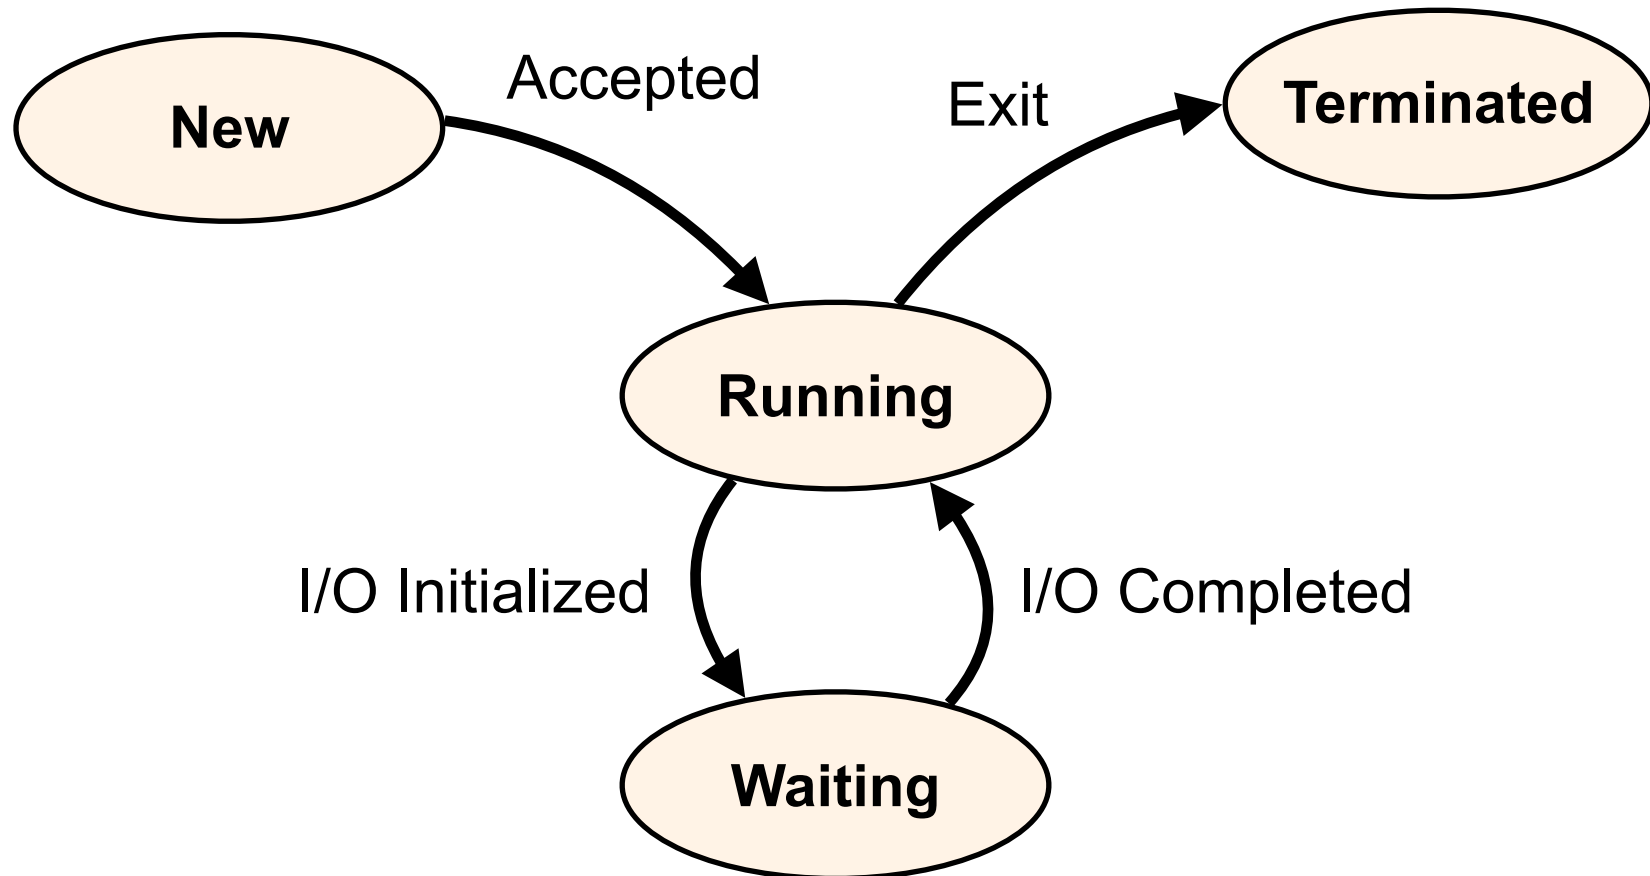 New
Accepted
Exit
Terminated
Running
I/O Initialized
I/O Completed
Waiting